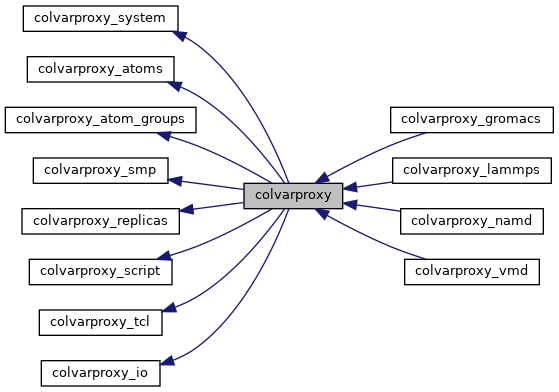 colvarproxy_system
colvarproxy_atoms
colvarproxy_atom_groups
colvarproxy_smp
colvarproxy_replicas
colvarproxy_script
colvarproxy_tcl
colvarproxy_io
colvarproxy
colvarproxy_gromacs
colvarproxy_lammps
colvarproxy_namd
colvarproxy_vmd